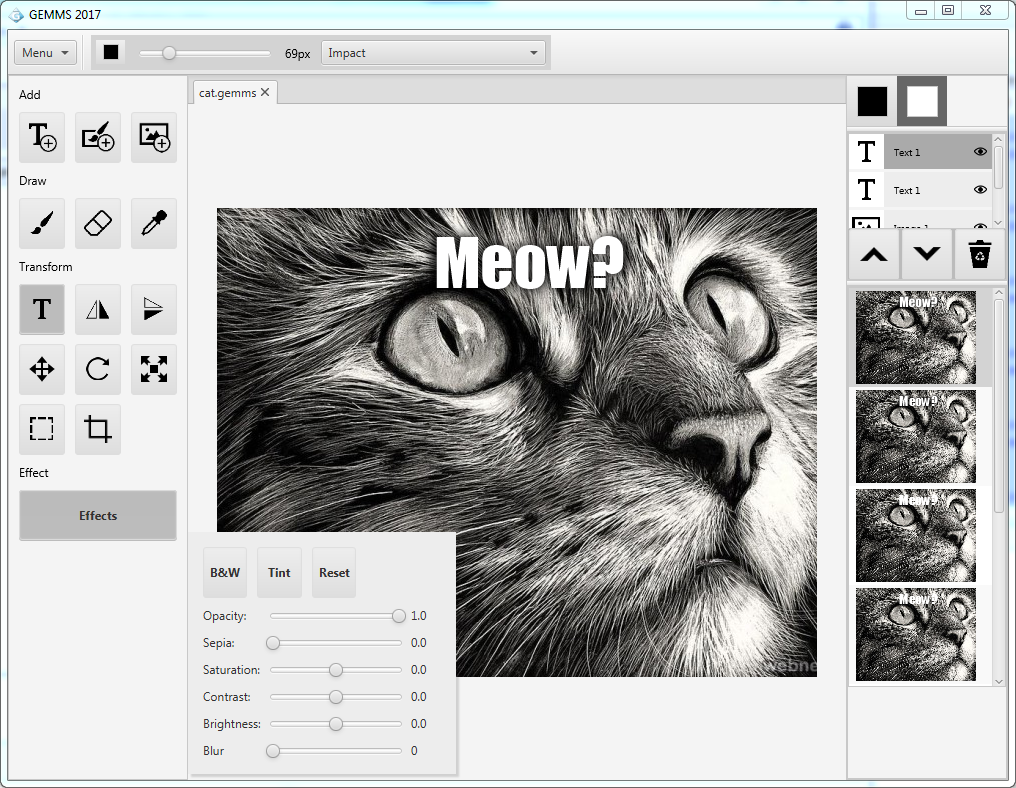 GEMMS 2017
Menu
69px
Impact
Add
cat.gemms
Text 1
Text 1
Image 1
Draw
Transform
Effect
Effects
Meow?
Meow?
Meow?
Meow?
Meow?
B&W
Tint
Reset
Opacity: 1.0
Sepia: 0.0
Saturation: 0.0
Contrast: 0.0
Brightness: 0.0
Blur 0